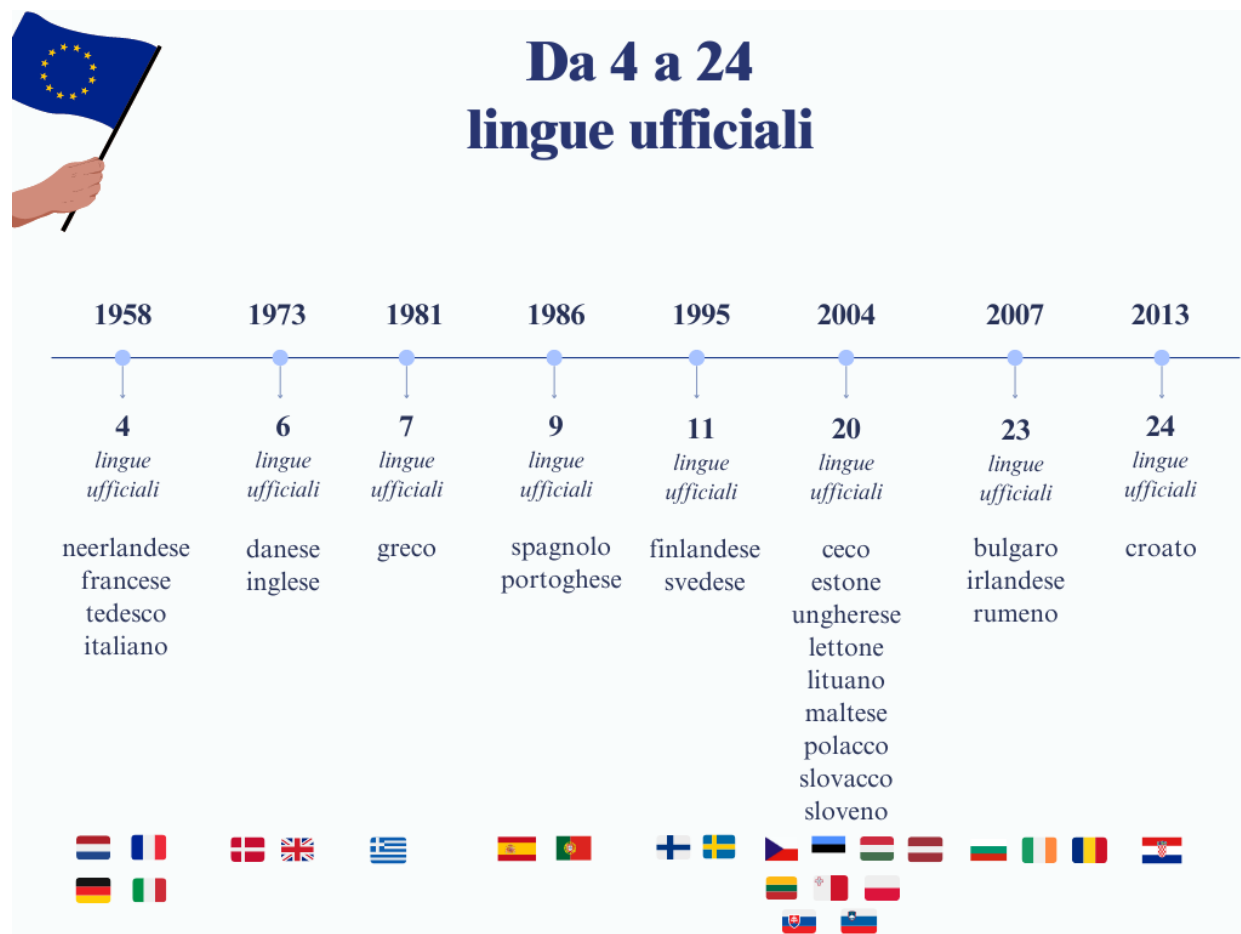 Da 4 a 24
lingue ufficiali
1958
4
lingue
ufficiali
neerlandese
francese
tedesco
italiano
1973
6
lingue
ufficiali
danese
inglese
1981
7
lingue
ufficiali
greco
1986
9
lingue
ufficiali
spagnolo
portoghese
1995
11
lingue
ufficiali
finlandese
svedese
2004
20
lingue
ufficiali
ceco
estone
ungherese
lettone
lituano
maltese
polacco
slovacco
sloveno
2007
23
lingue
ufficiali
bulgaro
irlandese
rumeno
2013
24
lingue
ufficiali
croato